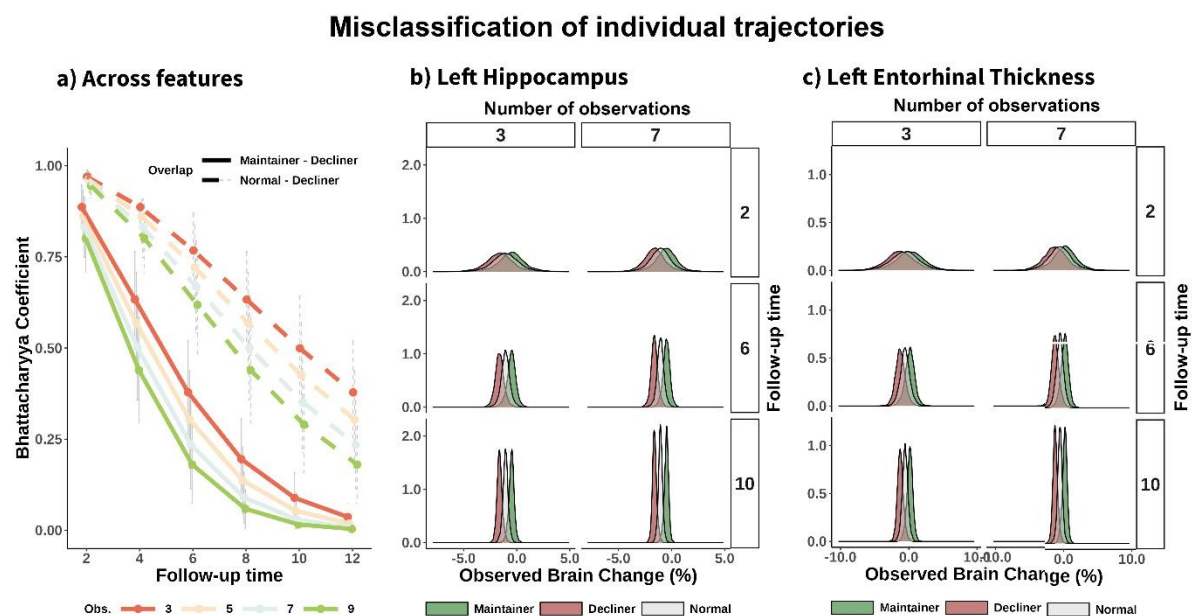 Misclassification of individual trajectories
a) Across features
Overlap
Maintainer - Decliner
Normal - Decliner
Bhattacharyya Coefficient
1.00
0.75
0.50
0.25
0.00
2 4 6 8 10 12
Follow-up time
Obs. 3 5 7 9
b) Left Hippocampus
Number of observations
3 7
2.0
1.0
0.0
2
2.0
1.0
0.0
6
2.0
1.0
0.0
10
Follow-up time
-5.0 0.0 5.0 -5.0 0.0 5.0
Observed Brain Change (%)
Maintainer Decliner Normal
c) Left Entorhinal Thickness
Number of observations
3 7
1.0
0.5
0.0
2
1.0
0.5
0.0
6
1.0
0.5
0.0
10
Follow-up time
-10.0 0.0 0.0 10.0
Observed Brain Change (%)
Maintainer Decliner Normal